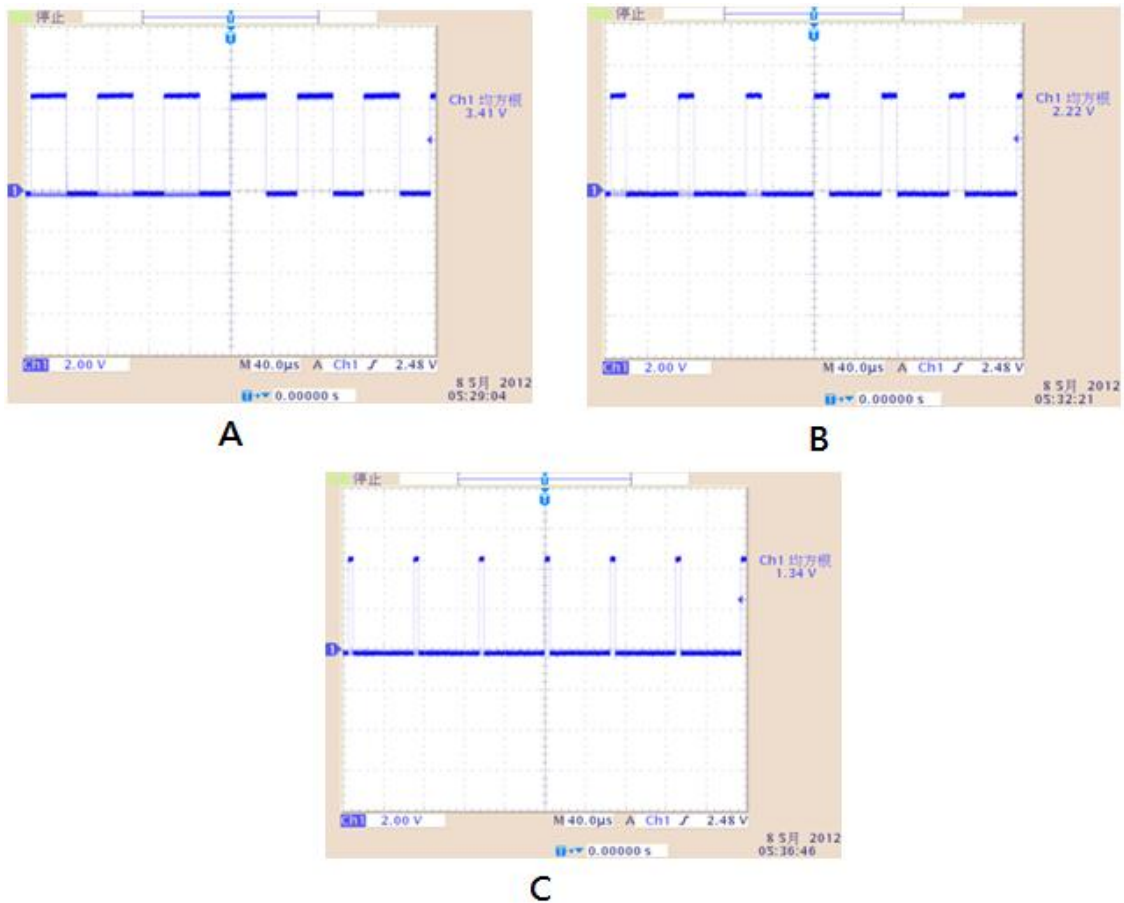 停止
Ch1 均方根
3.41 V
1
Ch1 2.00 V M 40.0μs A Ch1 ʃ 2.48 V
8 5月 2012
T 0.00000 s 05:29:04
A
停止
Ch1 均方根
2.22 V
1
Ch1 2.00 V M 40.0μs A Ch1 ʃ 2.48 V
8 5月 2012
T 0.00000 s 05:32:21
B
停止
Ch1 均方根
1.34 V
1
Ch1 2.00 V M 40.0μs A Ch1 ʃ 2.48 V
8 5月 2012
T 0.00000 s 05:36:46
C